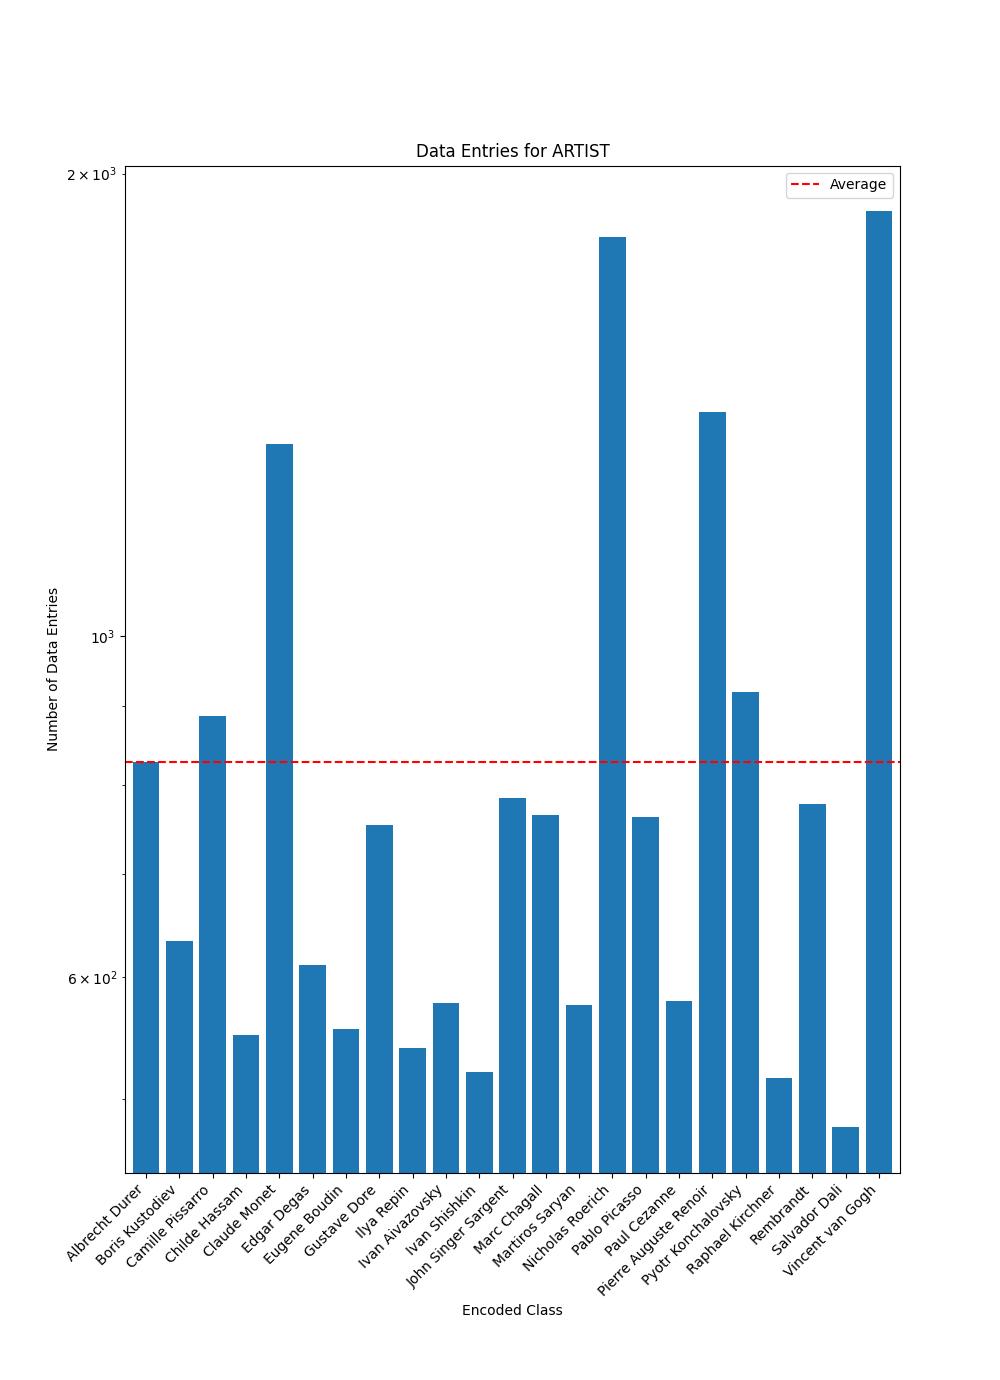 Data Entries for ARTIST
2 × 10³
Average
10³
6 × 10²
Number of Data Entries
Albrecht Durer
Boris Kustodiev
Camille Pissarro
Childe Hassam
Claude Monet
Edgar Degas
Eugene Boudin
Gustave Dore
Ilya Repin
Ivan Aivazovsky
Ivan Shishkin
John Singer Sargent
Marc Chagall
Martiros Saryan
Nicholas Roerich
Pablo Picasso
Paul Cezanne
Pierre Auguste Renoir
Pyotr Konchalovsky
Raphael Kirchner
Rembrandt
Salvador Dali
Vincent van Gogh
Encoded Class